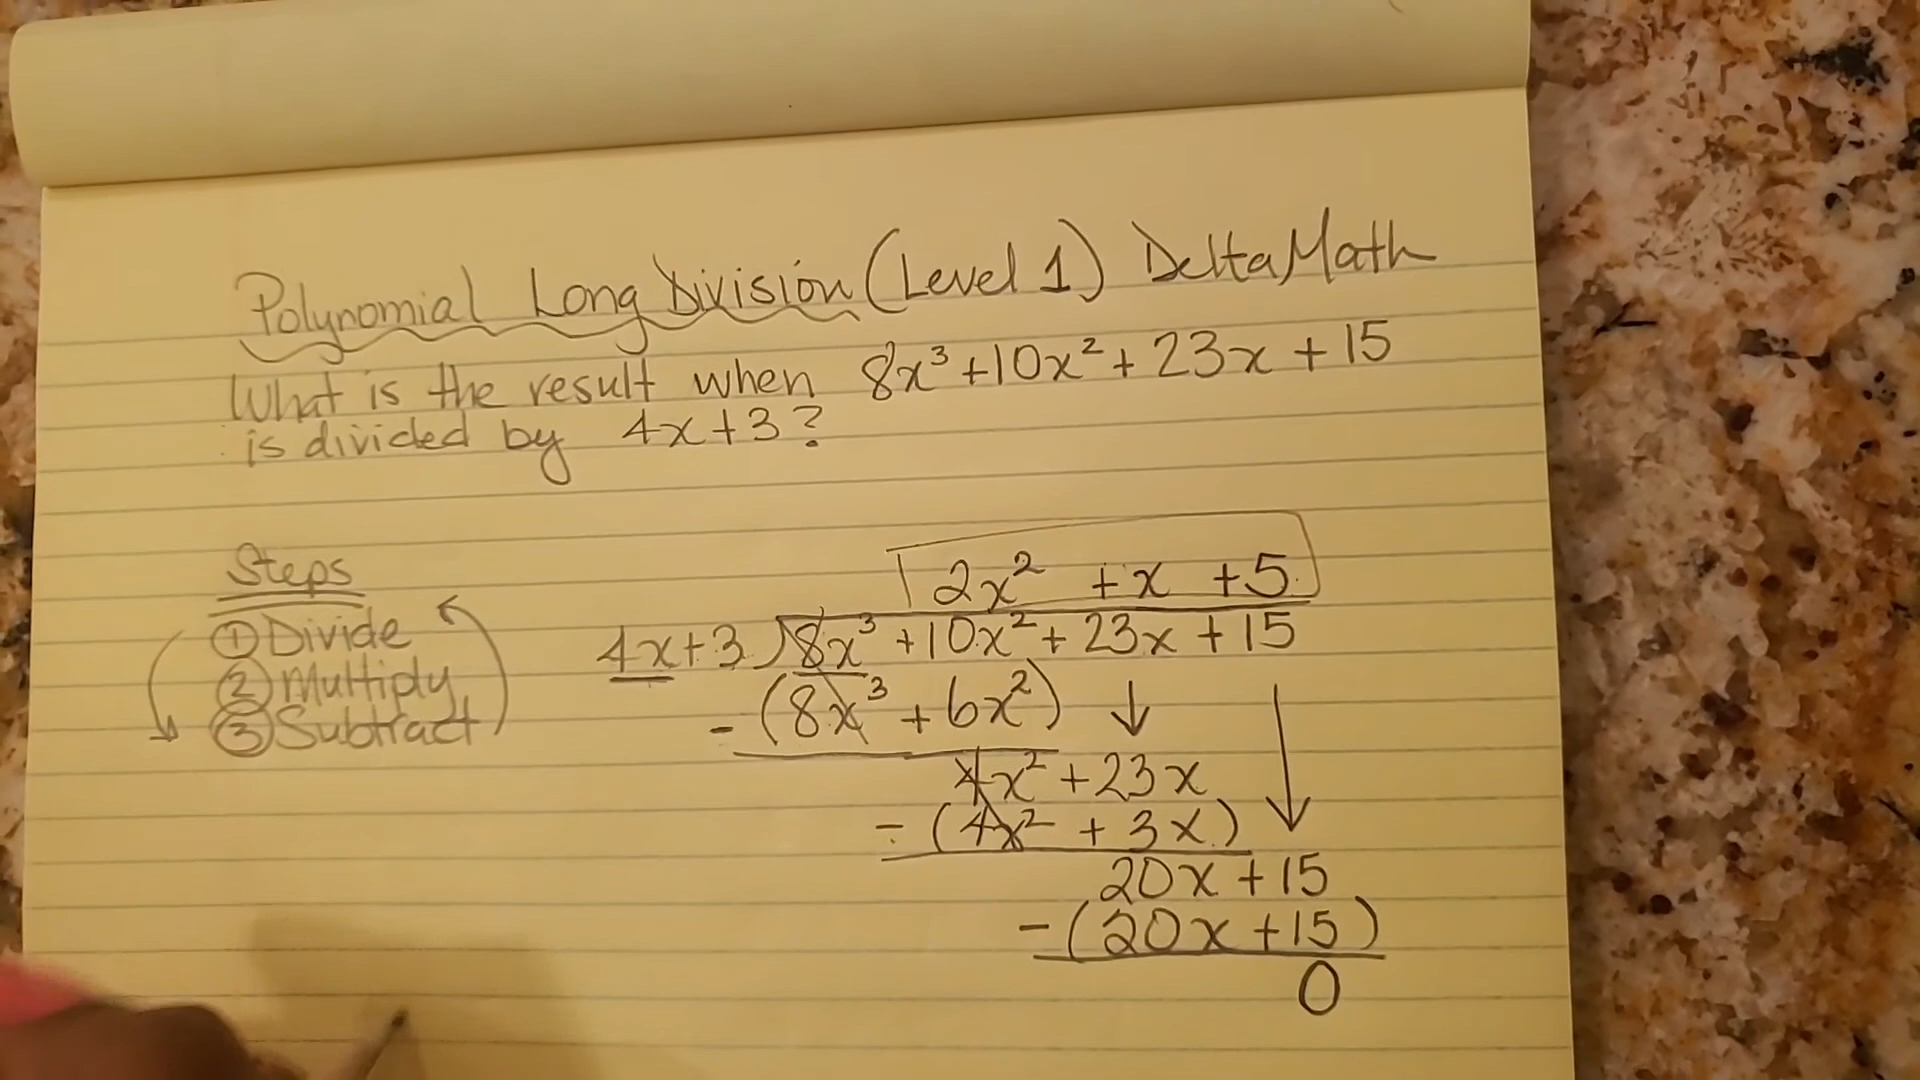 Polynomial Long Division (Level 1) DeltaMath
What is the result when 8x³+10x²+23x+15
is divided by 4x+3?
Steps
① Divide
② Multiply
③ Subtract
2x² +x +5
4x+3)8x³+10x²+23x+15
-(8x³+6x²)
4x²+23x
-(4x²+3x)
20x+15
-(20x+15)
0